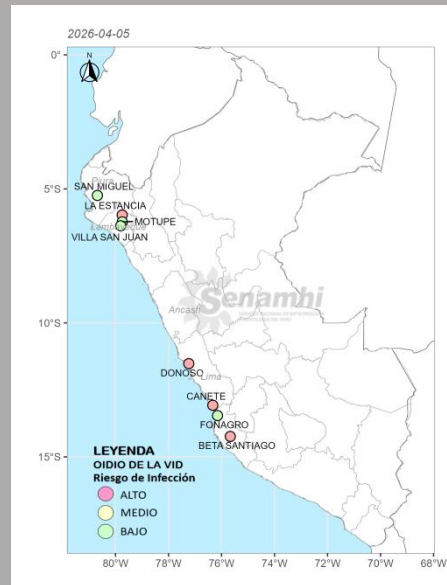 2026-04-05
N
0°
Piura
SAN MIGUEL
5°S
LA ESTANCIA
MOTUPE
Lambayeque
VILLA SAN JUAN
Senamhi
10°S
Ancash
DONOSO
Lima
CANETE
FONAGRO
BETA SANTIAGO
15°S
LEYENDA
OIDIO DE LA VID
Riesgo de Infección
ALTO
MEDIO
BAJO
80°W 78°W 76°W 74°W 72°W 70°W 68°W